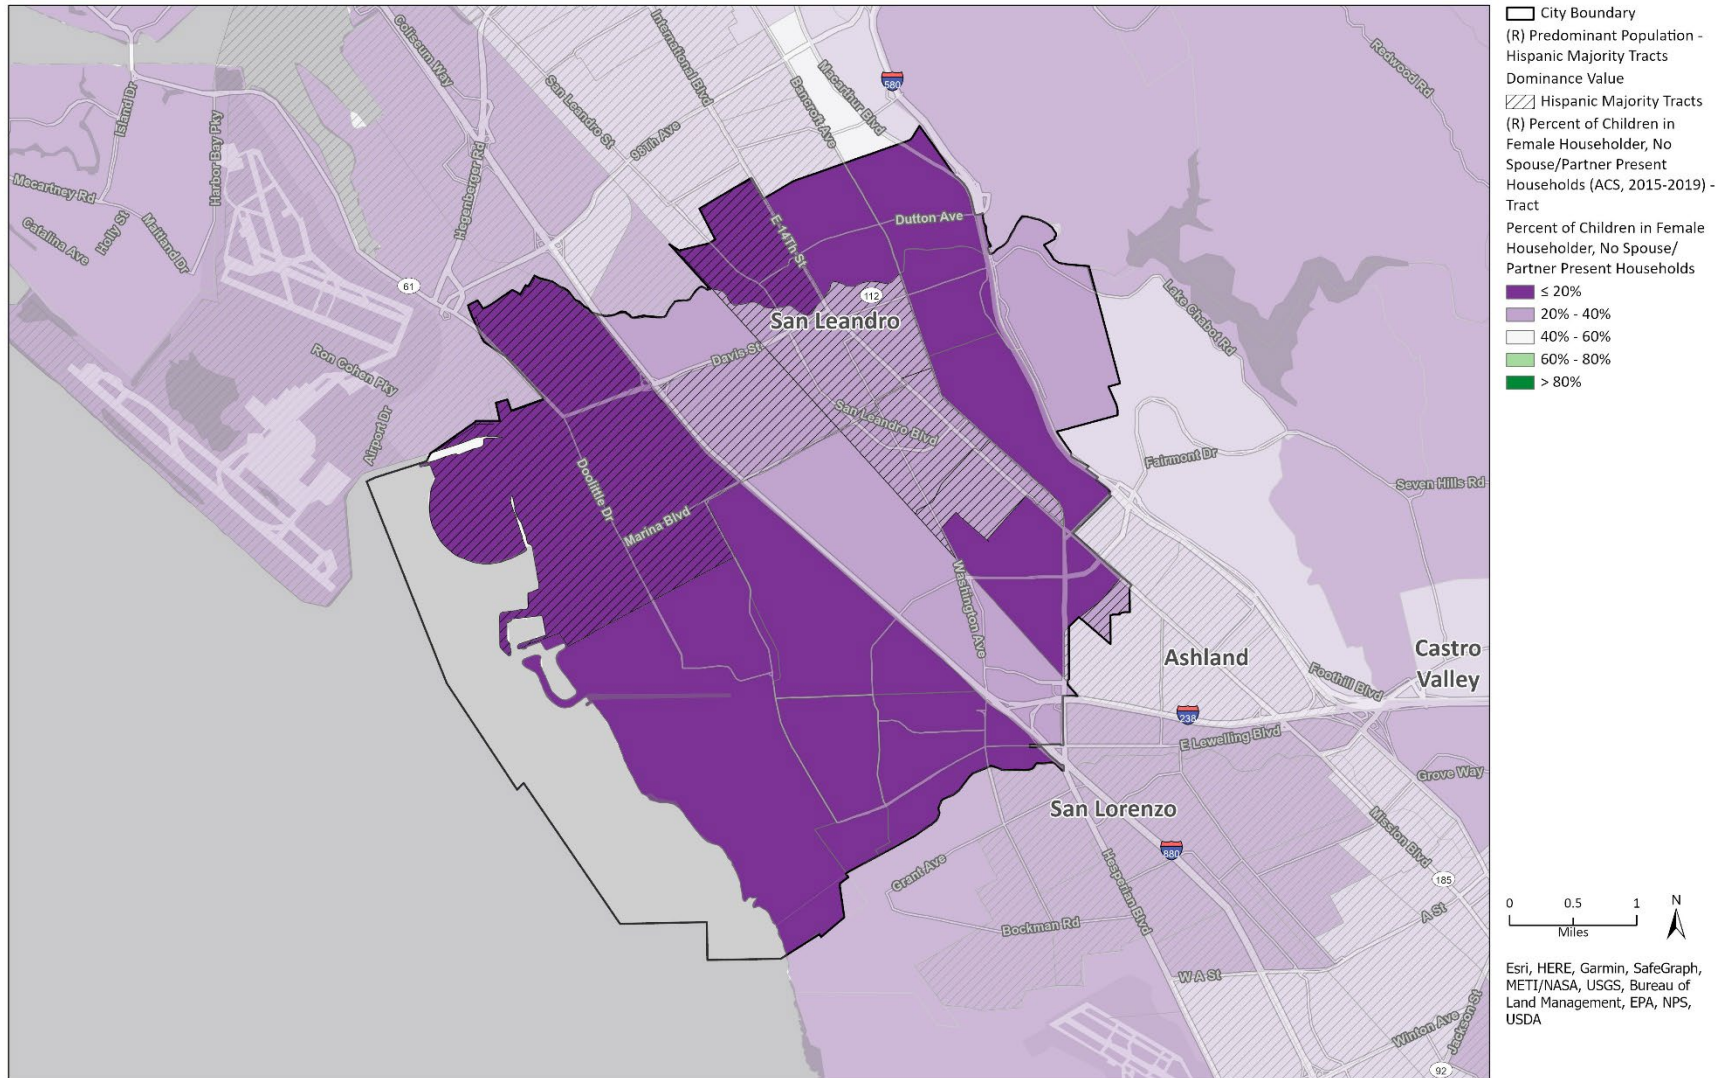 Coliseum Way
International Blvd
Macarthur Blvd
580
Redwood Rd
Island Dr
Harbor Bay Pky
San Leandro St
Bancroft Ave
98Th Ave
Hegenberger Rd
Mecartney Rd
Holly St
Maitland Dr
Catalina Ave
Dutton Ave
E 14Th St
61
112
San Leandro
Lake Chabot Rd
Davis St
Ron Cohen Pky
Airport Dr
San Leandro Blvd
Fairmont Dr
Seven Hills Rd
Doolittle Dr
Marina Blvd
Washington Ave
Ashland
Castro
Valley
Foothill Blvd
238
E Lewelling Blvd
Grove Way
San Lorenzo
Mission Blvd
880
Grant Ave
Hesperian Blvd
185
A St
Bockman Rd
W A St
Winton Ave
Jackson St
92
City Boundary
(R) Predominant Population -
Hispanic Majority Tracts
Dominance Value
Hispanic Majority Tracts
(R) Percent of Children in
Female Householder, No
Spouse/Partner Present
Households (ACS, 2015-2019) -
Tract
Percent of Children in Female
Householder, No Spouse/
Partner Present Households
≤ 20%
20% - 40%
40% - 60%
60% - 80%
> 80%
0 0.5 1
Miles
N
Esri, HERE, Garmin, SafeGraph,
METI/NASA, USGS, Bureau of
Land Management, EPA, NPS,
USDA